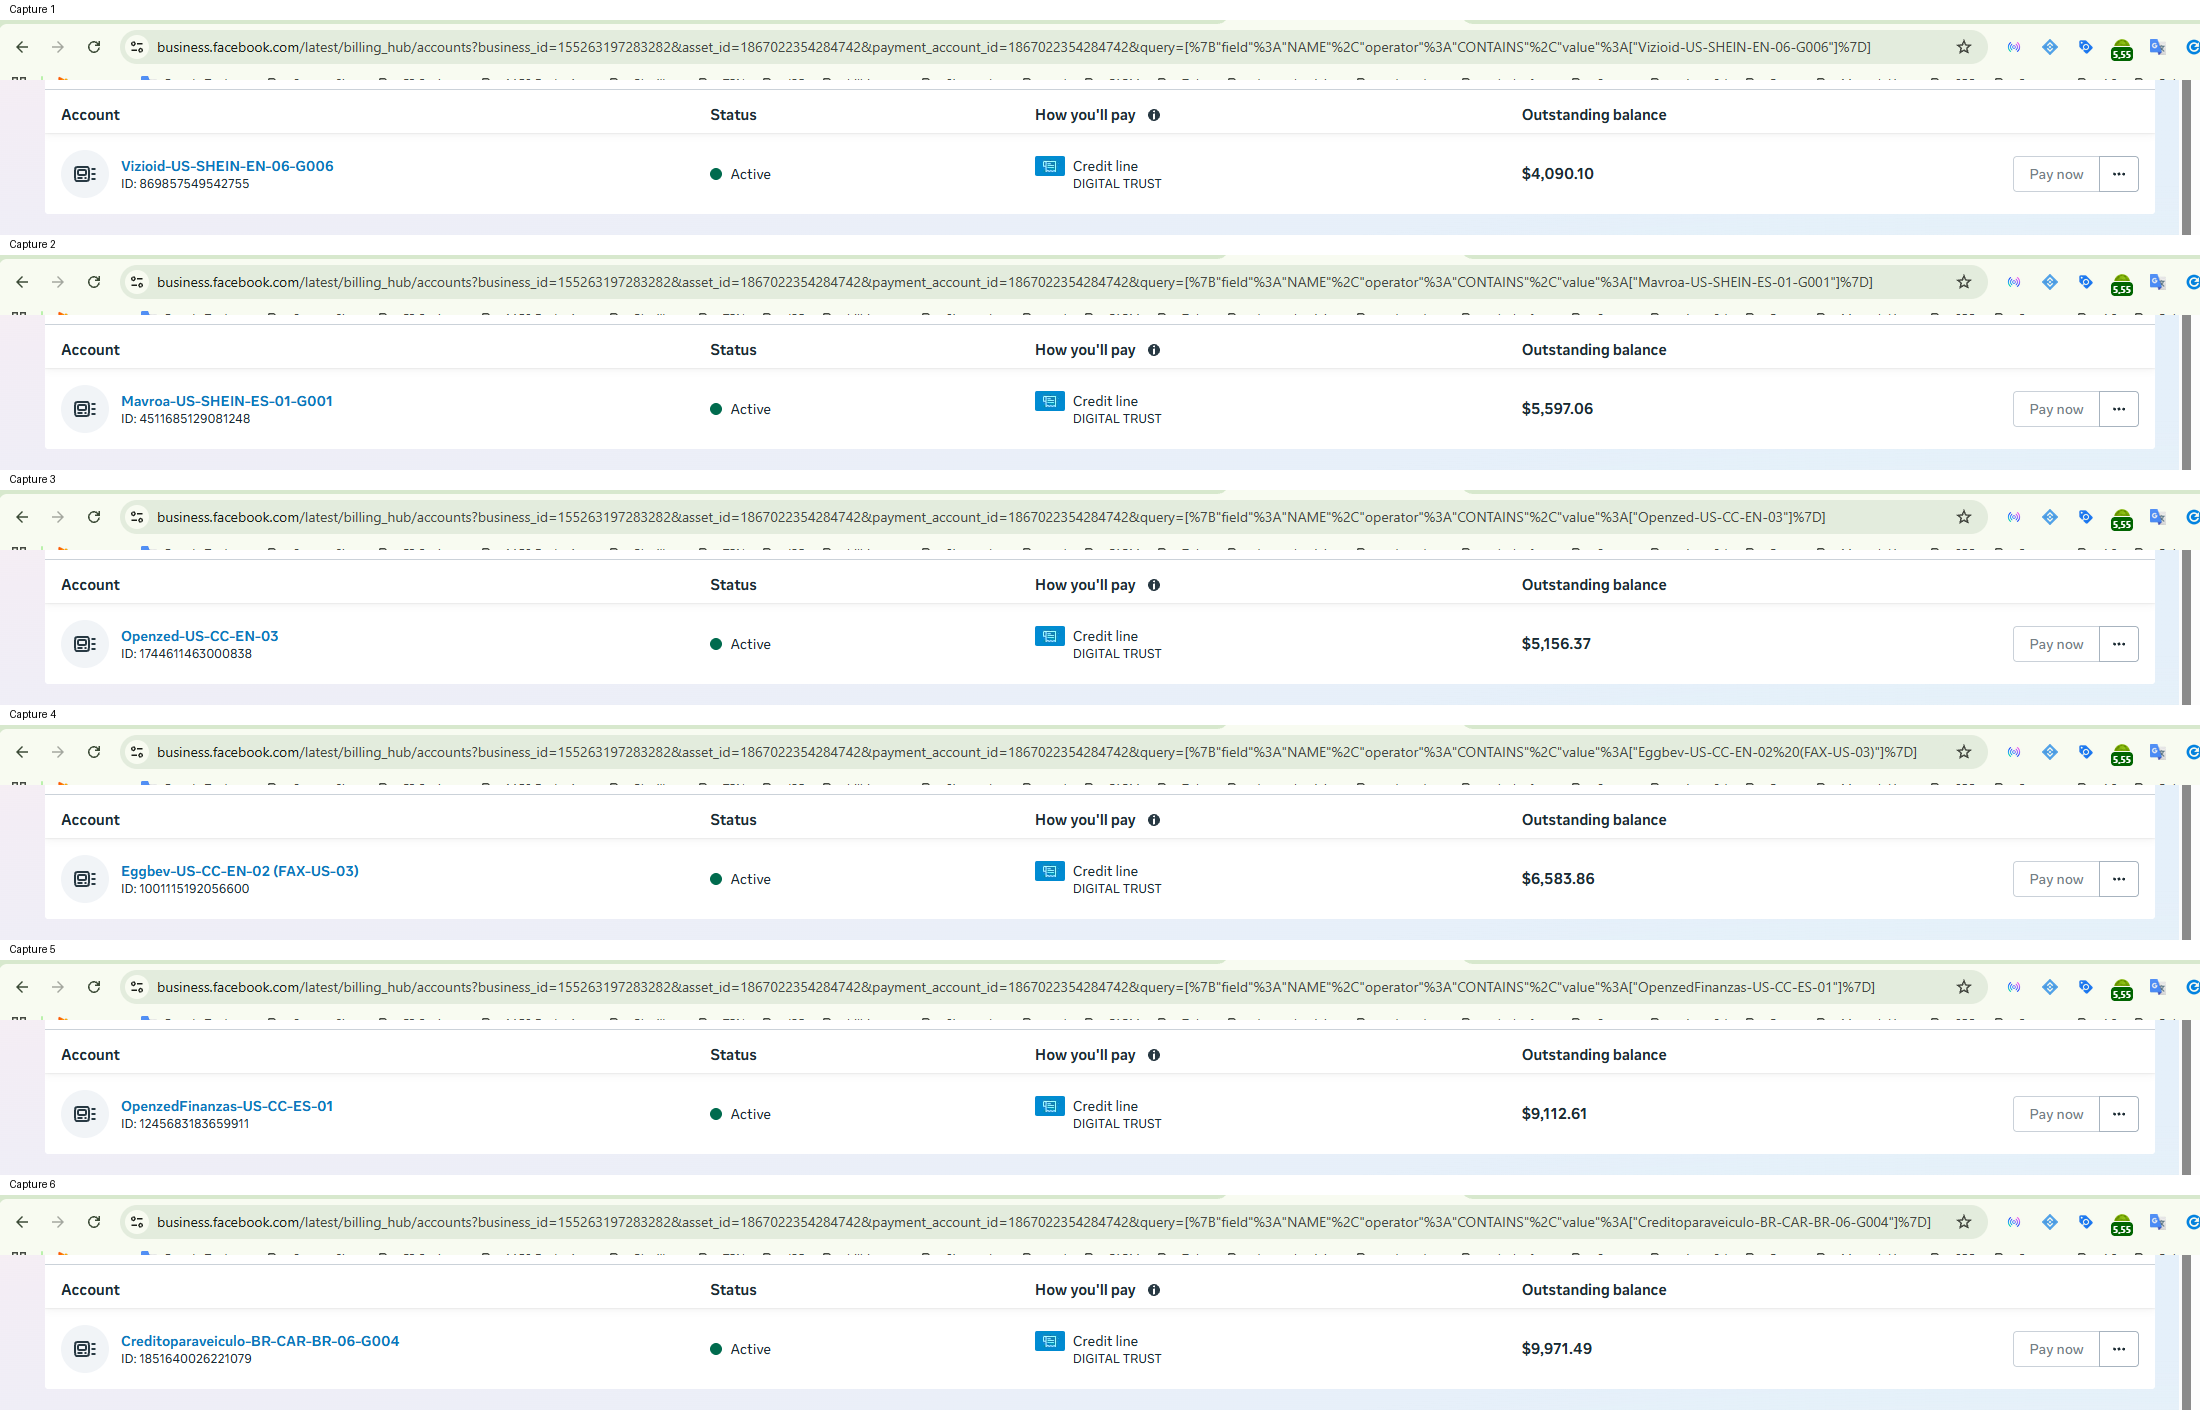 Capture 1
business.facebook.com/latest/billing_hub/accounts?business_id=155263197283282&asset_id=1867022354284742&payment_account_id=1867022354284742&query=[%7B"field"%3A"NAME"%2C"operator"%3A"CONTAINS"%2C"value"%3A["Vizioid-US-SHEIN-EN-06-G006"]%7D]
5,55
Account Status How you'll pay Outstanding balance
Vizioid-US-SHEIN-EN-06-G006
ID: 869857549542755
Active
Credit line
DIGITAL TRUST
$4,090.10
Pay now
Capture 2
business.facebook.com/latest/billing_hub/accounts?business_id=155263197283282&asset_id=1867022354284742&payment_account_id=1867022354284742&query=[%7B"field"%3A"NAME"%2C"operator"%3A"CONTAINS"%2C"value"%3A["Mavroa-US-SHEIN-ES-01-G001"]%7D]
5,55
Account Status How you'll pay Outstanding balance
Mavroa-US-SHEIN-ES-01-G001
ID: 4511685129081248
Active
Credit line
DIGITAL TRUST
$5,597.06
Pay now
Capture 3
business.facebook.com/latest/billing_hub/accounts?business_id=155263197283282&asset_id=1867022354284742&payment_account_id=1867022354284742&query=[%7B"field"%3A"NAME"%2C"operator"%3A"CONTAINS"%2C"value"%3A["Openzed-US-CC-EN-03"]%7D]
5,55
Account Status How you'll pay Outstanding balance
Openzed-US-CC-EN-03
ID: 1744611463000838
Active
Credit line
DIGITAL TRUST
$5,156.37
Pay now
Capture 4
business.facebook.com/latest/billing_hub/accounts?business_id=155263197283282&asset_id=1867022354284742&payment_account_id=1867022354284742&query=[%7B"field"%3A"NAME"%2C"operator"%3A"CONTAINS"%2C"value"%3A["Eggbev-US-CC-EN-02%20(FAX-US-03)"]%7D]
5,55
Account Status How you'll pay Outstanding balance
Eggbev-US-CC-EN-02 (FAX-US-03)
ID: 1001115192056600
Active
Credit line
DIGITAL TRUST
$6,583.86
Pay now
Capture 5
business.facebook.com/latest/billing_hub/accounts?business_id=155263197283282&asset_id=1867022354284742&payment_account_id=1867022354284742&query=[%7B"field"%3A"NAME"%2C"operator"%3A"CONTAINS"%2C"value"%3A["OpenzedFinanzas-US-CC-ES-01"]%7D]
5,55
Account Status How you'll pay Outstanding balance
OpenzedFinanzas-US-CC-ES-01
ID: 1245683183659911
Active
Credit line
DIGITAL TRUST
$9,112.61
Pay now
Capture 6
business.facebook.com/latest/billing_hub/accounts?business_id=155263197283282&asset_id=1867022354284742&payment_account_id=1867022354284742&query=[%7B"field"%3A"NAME"%2C"operator"%3A"CONTAINS"%2C"value"%3A["Creditoparaveiculo-BR-CAR-BR-06-G004"]%7D]
5,55
Account Status How you'll pay Outstanding balance
Creditoparaveiculo-BR-CAR-BR-06-G004
ID: 1851640026221079
Active
Credit line
DIGITAL TRUST
$9,971.49
Pay now